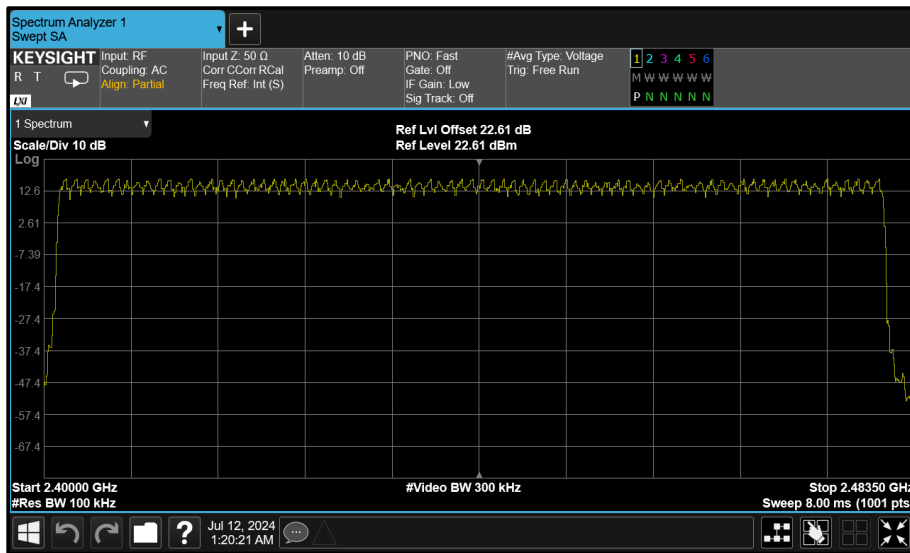 Spectrum Analyzer 1
Swept SA
KEYSIGHT
R T
LXI
Input: RF
Coupling: AC
Align: Partial
Input Z: 50 Ω
Corr CCorr RCal
Freq Ref: Int (S)
Atten: 10 dB
Preamp: Off
PNO: Fast
Gate: Off
IF Gain: Low
Sig Track: Off
#Avg Type: Voltage
Trig: Free Run
1 2 3 4 5 6
M W W W W W
P N N N N N
1 Spectrum
Scale/Div 10 dB
Ref Lvl Offset 22.61 dB
Ref Level 22.61 dBm
Log
12.6
2.61
-7.39
-17.4
-27.4
-37.4
-47.4
-57.4
-67.4
Start 2.40000 GHz
#Video BW 300 kHz
Stop 2.48350 GHz
#Res BW 100 kHz
Sweep 8.00 ms (1001 pts
?
Jul 12, 2024
1:20:21 AM